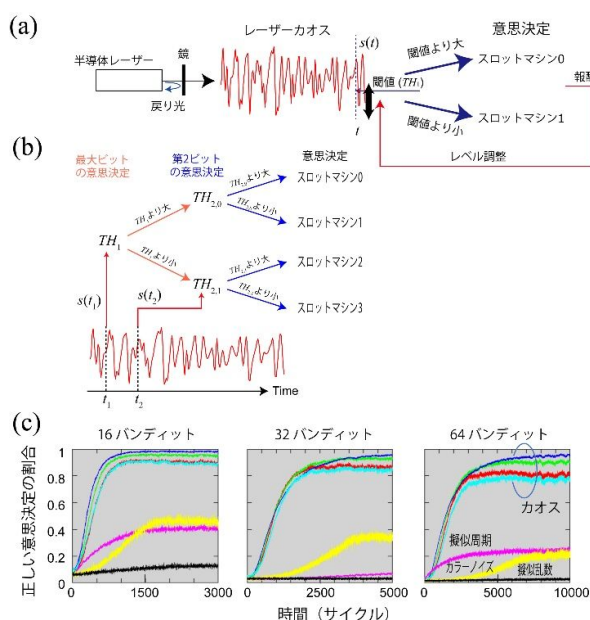 (a)
レーザーカオス
意思決定
半導体レーザー
鏡
戻り光
s(t)
閾値 (TH₁)
t
閾値より大
スロットマシン0
閾値より小
スロットマシン1
報
レベル調整
(b)
最大ビット
の意思決定
第2ビット
の意思決定
意思決定
TH₁
TH₁より大
TH₁より小
TH₂,₀
TH₂,₁
TH₂,₀より大
スロットマシン0
TH₂,₀より小
スロットマシン1
TH₂,₁より大
スロットマシン2
TH₂,₁より小
スロットマシン3
s(t₁)
s(t₂)
t₁
t₂
Time
(c)
16 バンディット
32 バンディット
64 バンディット
正しい意思決定の割合
1
0.8
0.6
0.4
0.2
0
0
1500
3000
0
2500
5000
0
5000
10000
カオス
擬似周期
カラーノイズ
擬似乱数
時間（サイクル）